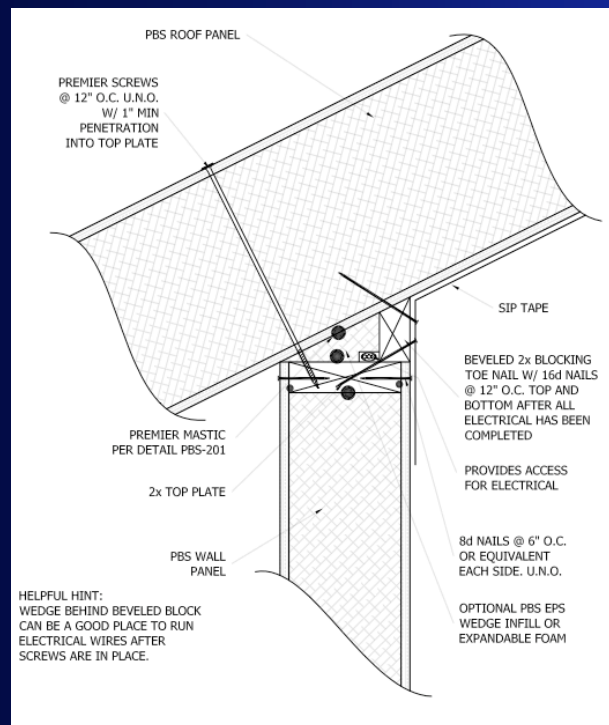 PBS ROOF PANEL
PREMIER SCREWS
@ 12" O.C. U.N.O.
W/ 1" MIN
PENETRATION
INTO TOP PLATE
SIP TAPE
BEVELED 2x BLOCKING
TOE NAIL W/ 16d NAILS
@ 12" O.C. TOP AND
BOTTOM AFTER ALL
ELECTRICAL HAS BEEN
COMPLETED
PREMIER MASTIC
PER DETAIL PBS-201
PROVIDES ACCESS
FOR ELECTRICAL
2x TOP PLATE
8d NAILS @ 6" O.C.
OR EQUIVALENT
EACH SIDE. U.N.O.
PBS WALL
PANEL
HELPFUL HINT:
WEDGE BEHIND BEVELED BLOCK
CAN BE A GOOD PLACE TO RUN
ELECTRICAL WIRES AFTER
SCREWS ARE IN PLACE.
OPTIONAL PBS EPS
WEDGE INFILL OR
EXPANDABLE FOAM